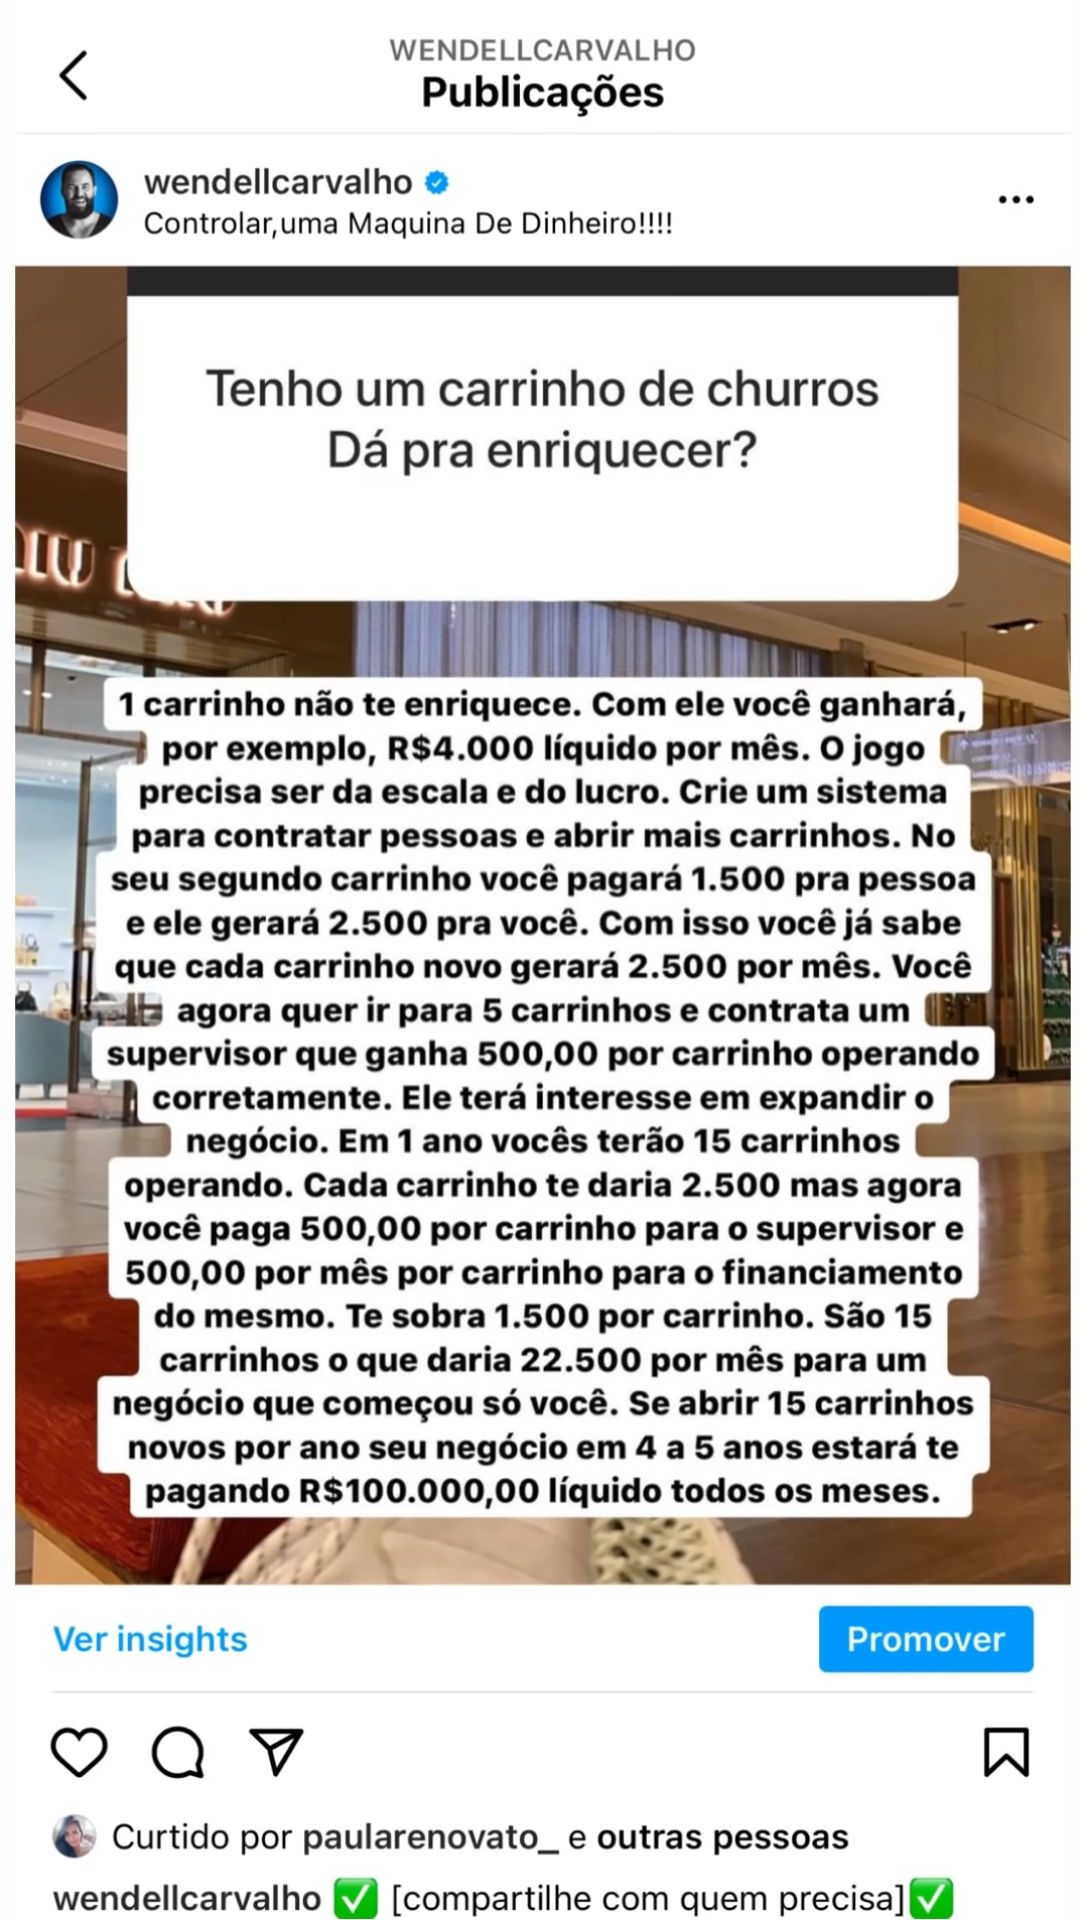 WENDELLCARVALHO
Publicações
wendellcarvalho
Controlar,uma Maquina De Dinheiro!!!!
Tenho um carrinho de churros
Dá pra enriquecer?
1 carrinho não te enriquece. Com ele você ganhará,
por exemplo, R$4.000 líquido por mês. O jogo
precisa ser da escala e do lucro. Crie um sistema
para contratar pessoas e abrir mais carrinhos. No
seu segundo carrinho você pagará 1.500 pra pessoa
e ele gerará 2.500 pra você. Com isso você já sabe
que cada carrinho novo gerará 2.500 por mês. Você
agora quer ir para 5 carrinhos e contrata um
supervisor que ganha 500,00 por carrinho operando
corretamente. Ele terá interesse em expandir o
negócio. Em 1 ano vocês terão 15 carrinhos
operando. Cada carrinho te daria 2.500 mas agora
você paga 500,00 por carrinho para o supervisor e
500,00 por mês por carrinho para o financiamento
do mesmo. Te sobra 1.500 por carrinho. São 15
carrinhos o que daria 22.500 por mês para um
negócio que começou só você. Se abrir 15 carrinhos
novos por ano seu negócio em 4 a 5 anos estará te
pagando R$100.000,00 líquido todos os meses.
Ver insights
Promover
Curtido por paularenovato_ e outras pessoas
wendellcarvalho ✅ [compartilhe com quem precisa]✅